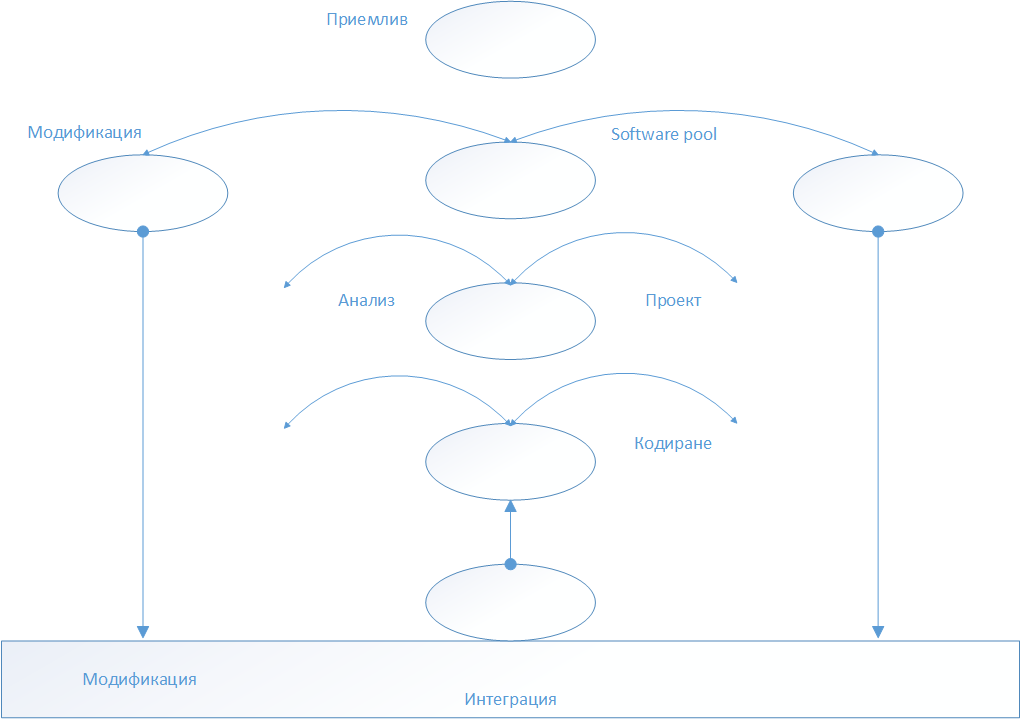 Приемлив
Модификация
Software pool
Анализ
Проект
Кодиране
Модификация
Интеграция